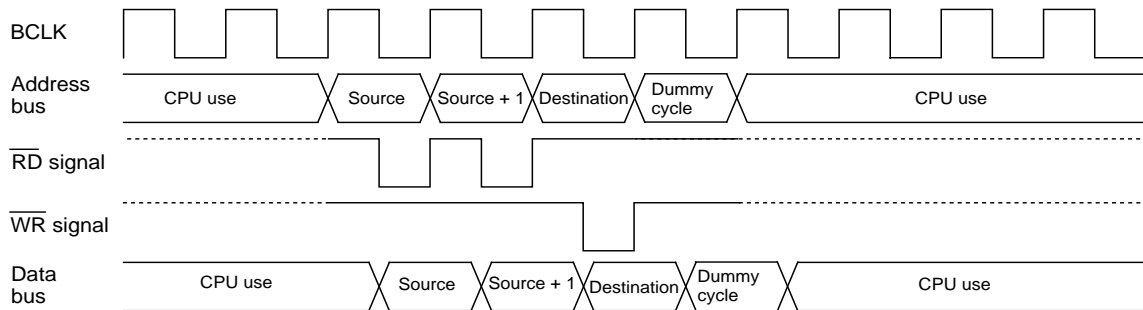 BCLK
Address
bus
CPU use
Source
Source + 1
Destination
Dummy
cycle
CPU use
RD signal
WR signal
Data
bus
CPU use
Source
Source + 1
Destination
Dummy
cycle
CPU use